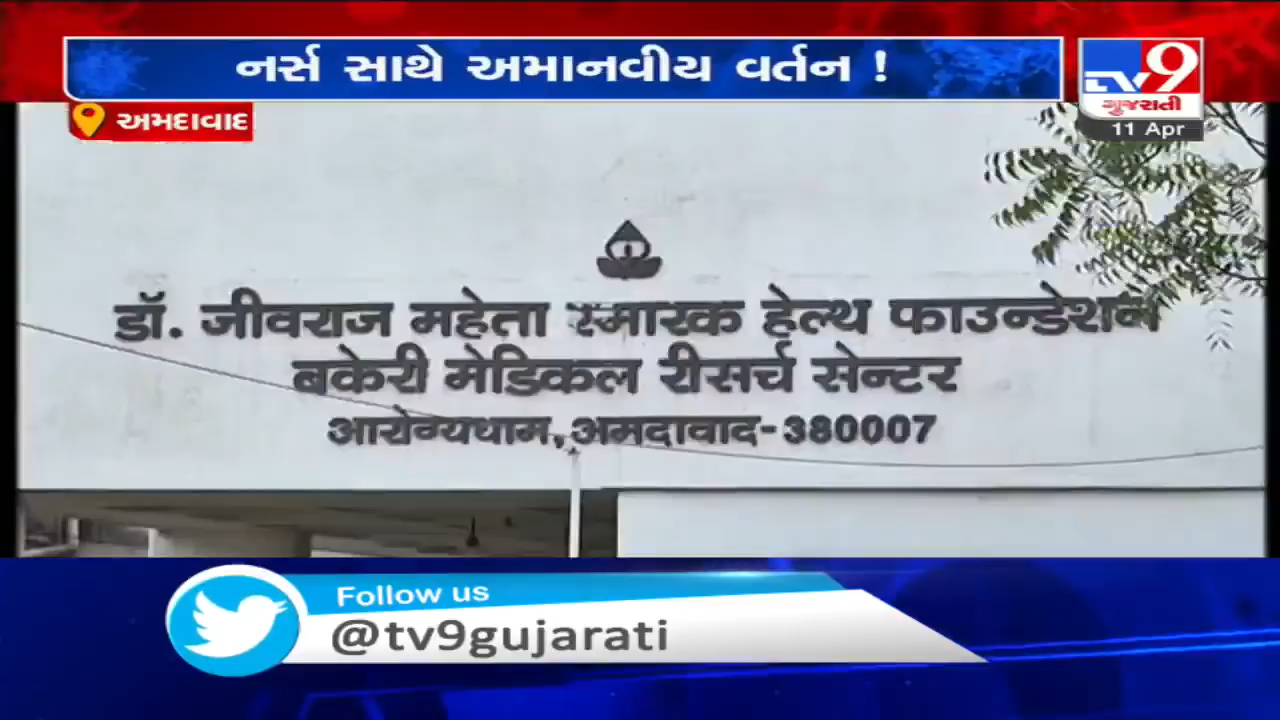 નર્સ સાથે અમાનવીય વર્તન !
TV9
ગુજરાતી
11 Apr
અમદાવાદ
डॉ. जीवराज महेता स्मारक हेल्थ फाउन्डेशन
बकेरी मेडिकल रीसर्च सेन्टर
आरोग्यधाम, अमदावाद-380007
Follow us
@tv9gujarati